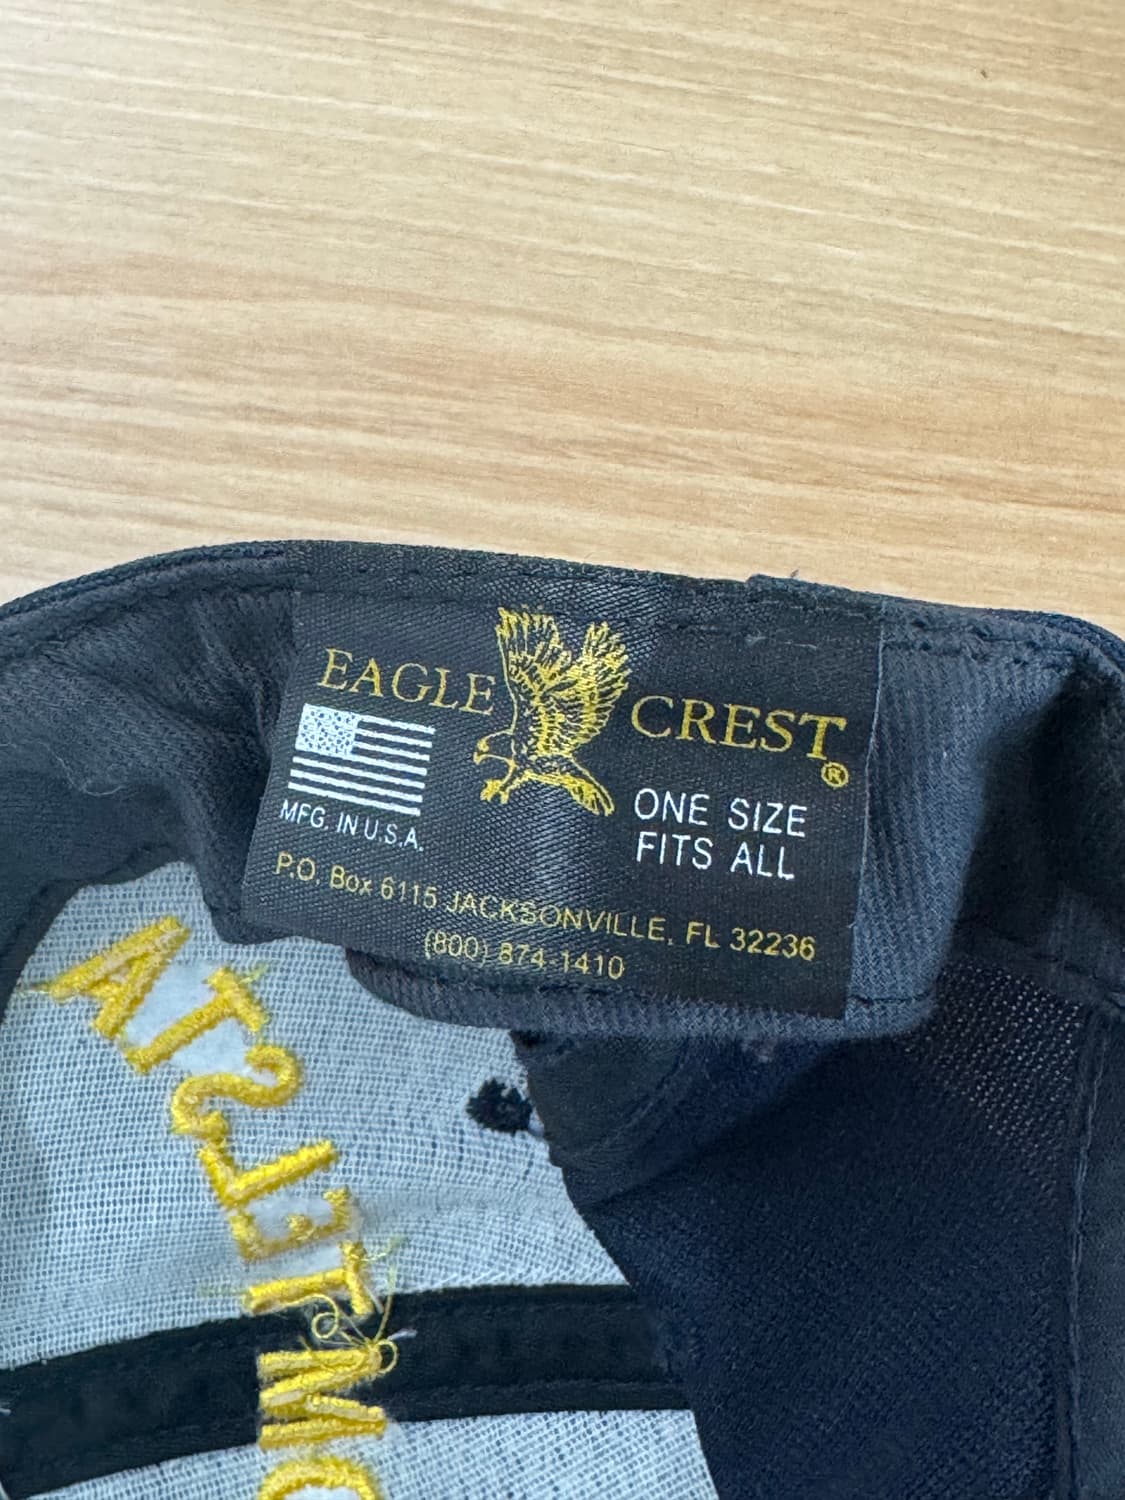 EAGLE CREST®
MFG. IN U.S.A.
ONE SIZE
FITS ALL
P.O. Box 6115 JACKSONVILLE, FL 32236
(800) 874-1410